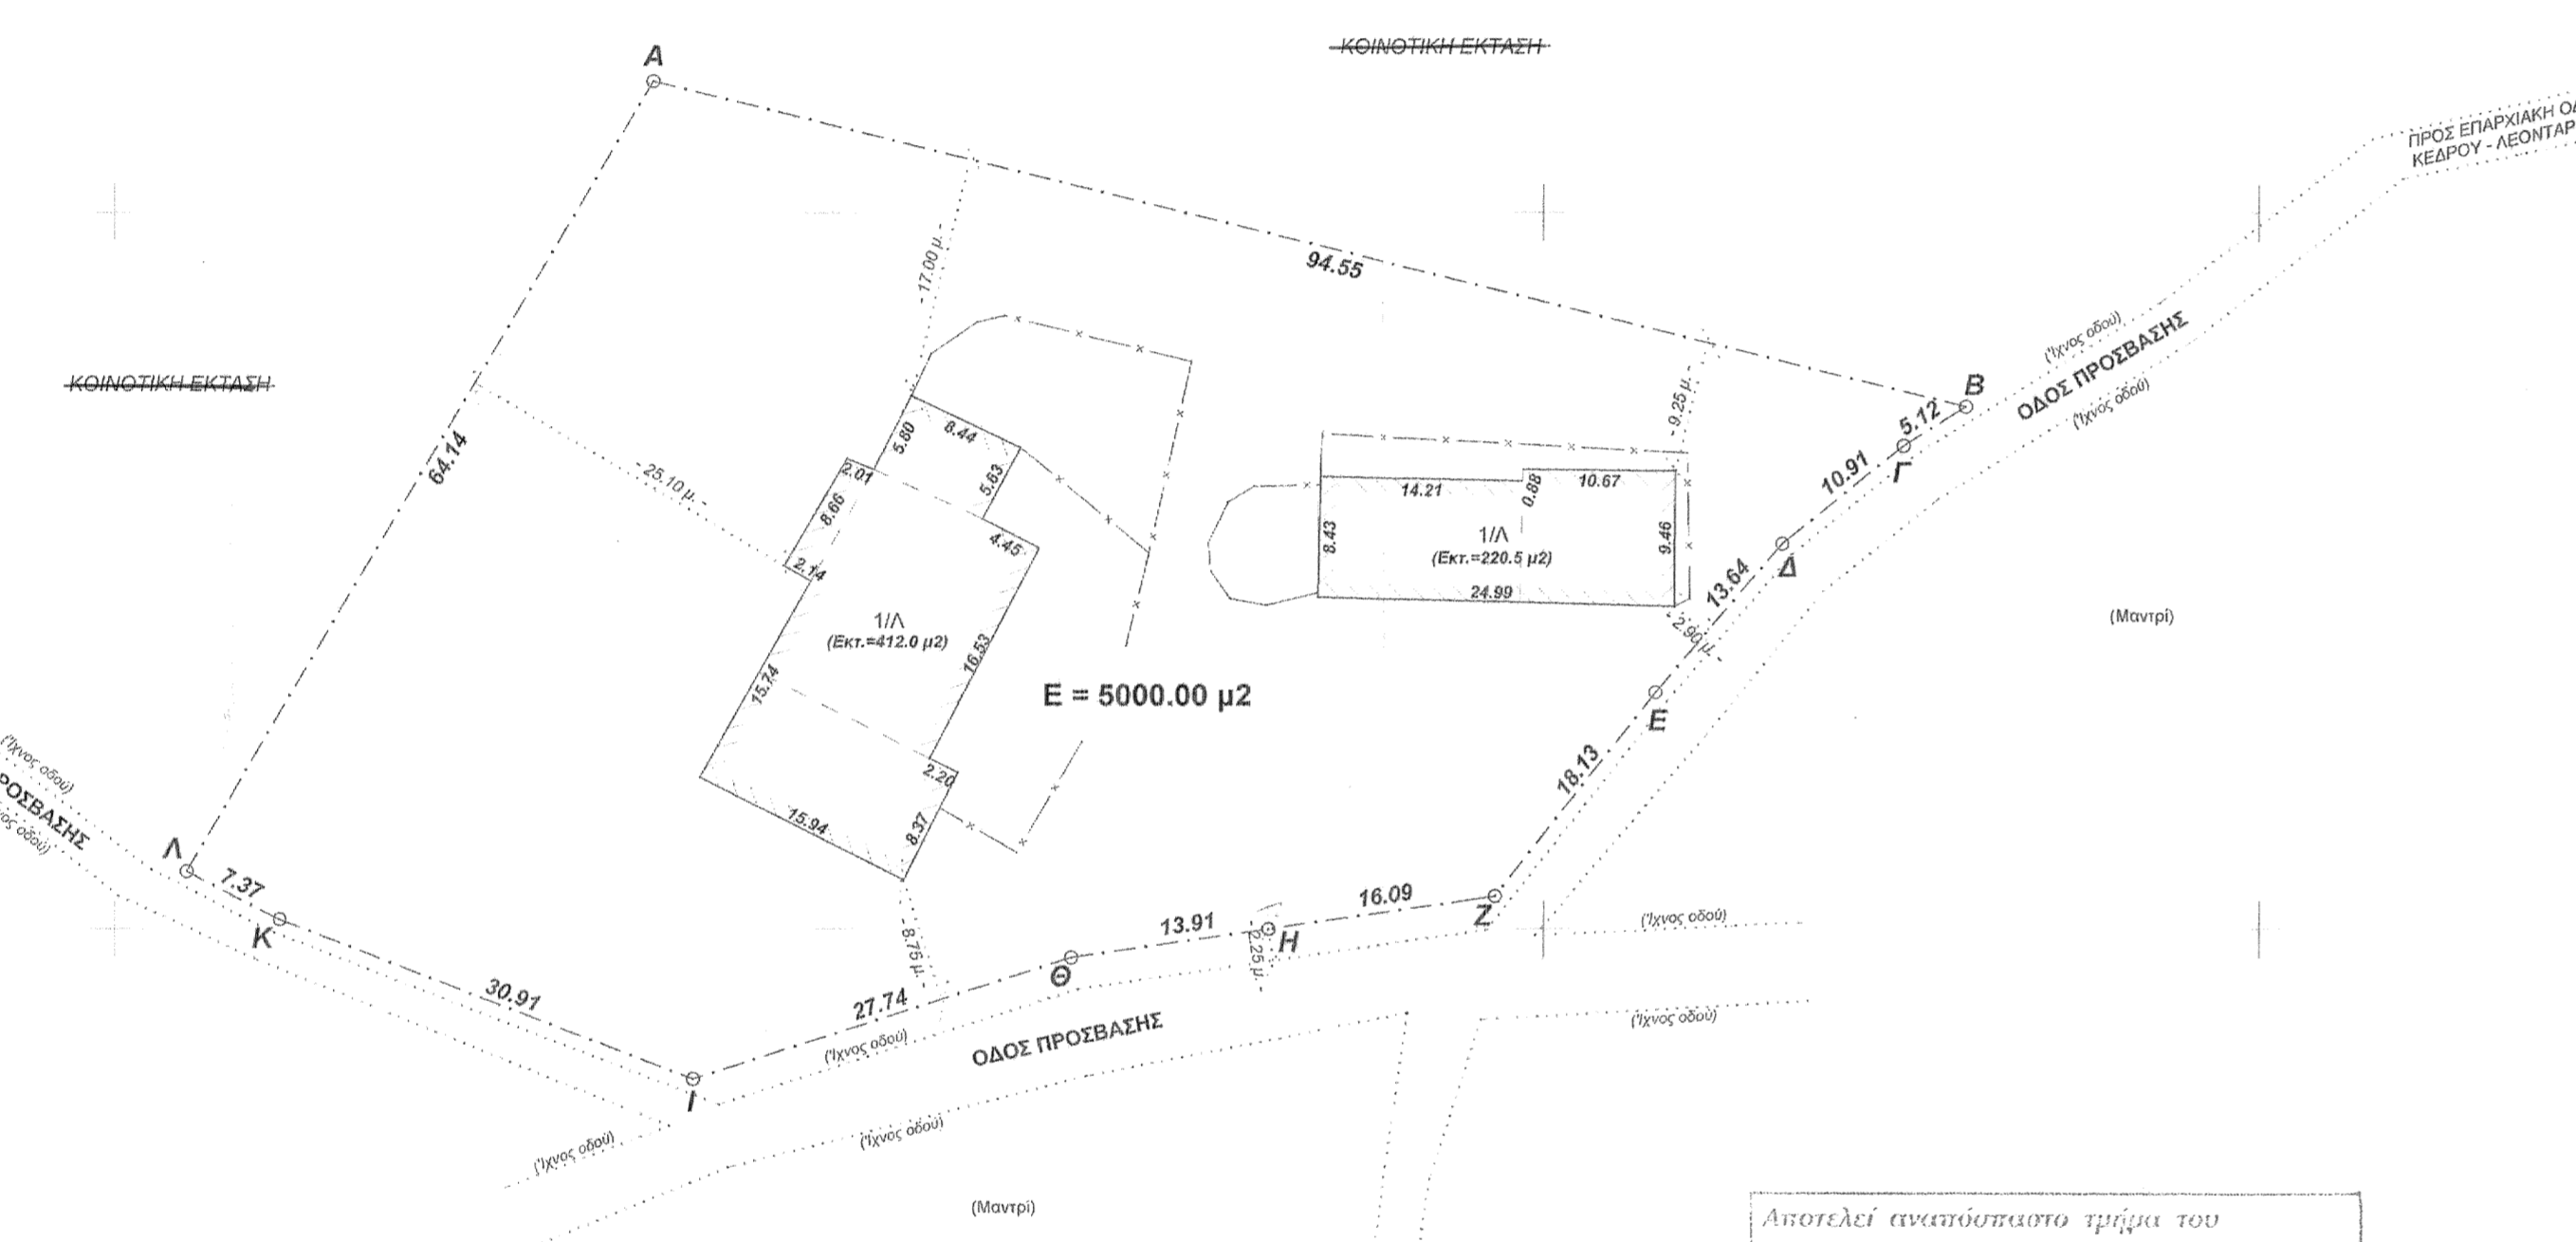 Α
ΚΟΙΝΟΤΙΚΗ ΕΚΤΑΣΗ
ΠΡΟΣ ΕΠΑΡΧΙΑΚΗ
ΚΕΔΡΟΥ - ΛΕΟΝΤΑΡ
- 17.00 μ. -
94.55
(Ίχνος οδού)
ΟΔΟΣ ΠΡΟΣΒΑΣΗΣ
(Ίχνος οδού)
ΚΟΙΝΟΤΙΚΗ ΕΚΤΑΣΗ
- 9.25 μ. -
Β
5.12
Γ
10.91
Δ
13.64
64.14
- 25.10 μ. -
5.80
8.44
5.63
2.01
8.66
4.45
2.14
1/Λ
(Εκτ.=412.0 μ2)
16.53
15.74
2.20
15.94
8.37
14.21
0.88
10.67
8.43
1/Λ
(Εκτ.=220.5 μ2)
9.46
24.99
- 2.90 μ. -
(Μαντρί)
Ε = 5000.00 μ2
Ε
18.13
(Ίχνος οδού)
ΡΟΣΒΑΣΗΣ
νος οδού)
Λ
7.37
Κ
30.91
- 8.75 μ. -
13.91
16.09
Ζ
Η
2.25 μ. -
Θ
27.74
Ι
(Ίχνος οδού)
ΟΔΟΣ ΠΡΟΣΒΑΣΗΣ
(Ίχνος οδού)
(Ίχνος οδού)
(Ίχνος οδού)
(Ίχνος οδού)
(Μαντρί)
Αποτελεί αναπόσπαστο τμήμα του